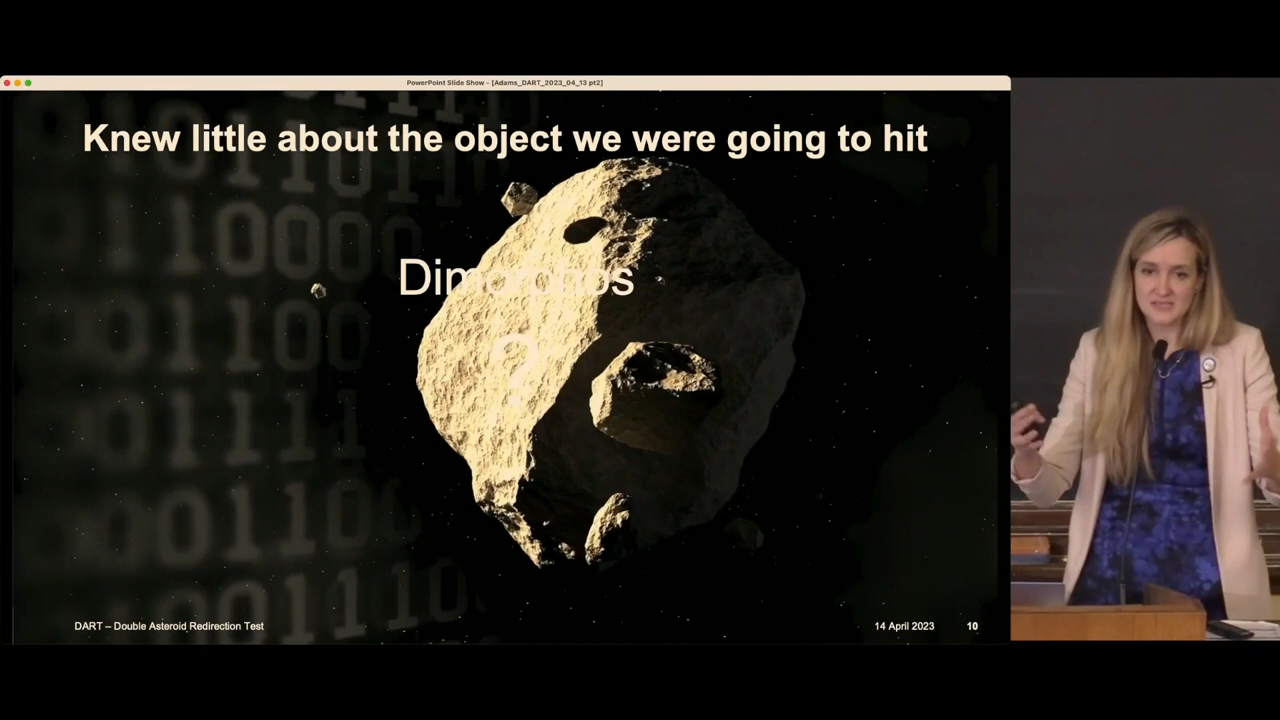 PowerPoint Slide Show - [Adams_DART_2023_04_13 pt2]
Knew little about the object we were going to hit
Dimorphos
?
DART – Double Asteroid Redirection Test
14 April 2023
10